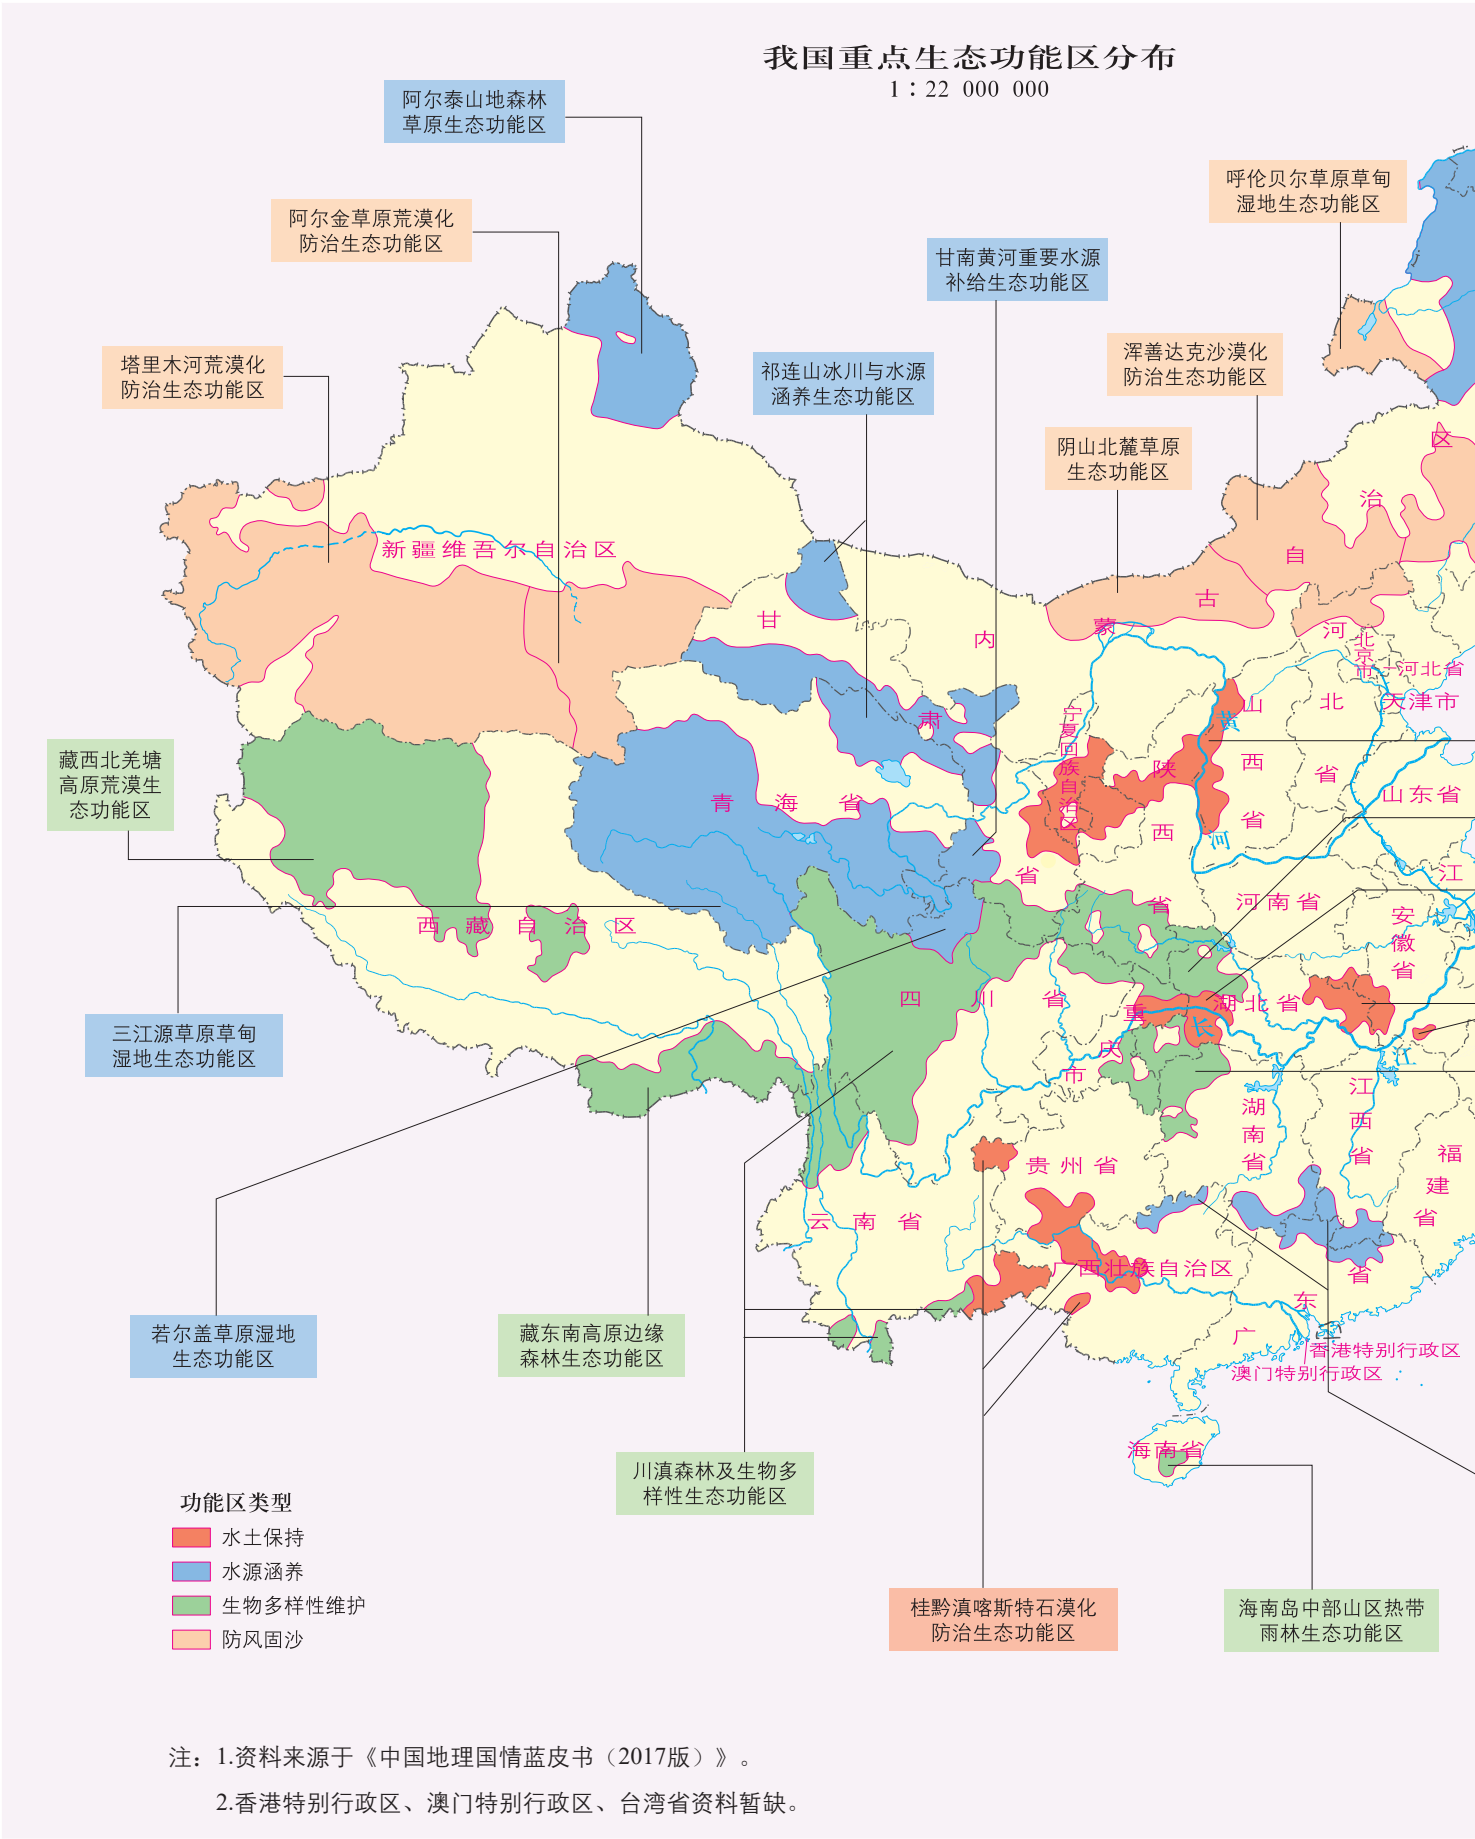 我国重点生态功能区分布
1∶22 000 000
阿尔泰山地森林
草原生态功能区
呼伦贝尔草原草甸
湿地生态功能区
阿尔金草原荒漠化
防治生态功能区
甘南黄河重要水源
补给生态功能区
浑善达克沙漠化
防治生态功能区
塔里木河荒漠化
防治生态功能区
祁连山冰川与水源
涵养生态功能区
阴山北麓草原
生态功能区
新疆维吾尔自治区
内
蒙
古
自
治
区
甘
肃
省
宁夏回族自治区
陕
西
省
山
西
省
河
北
省
北京市
河北省
天津市
山东省
黄
河
青海省
藏西北羌塘
高原荒漠生
态功能区
西藏自治区
河南省
江
安徽省
四川省
重
庆
市
湖北省
长
江
三江源草原草甸
湿地生态功能区
湖南省
江西省
福建省
贵州省
云南省
广西壮族自治区
广
东
省
香港特别行政区
澳门特别行政区
海南省
若尔盖草原湿地
生态功能区
藏东南高原边缘
森林生态功能区
川滇森林及生物多
样性生态功能区
桂黔滇喀斯特石漠化
防治生态功能区
海南岛中部山区热带
雨林生态功能区
功能区类型
水土保持
水源涵养
生物多样性维护
防风固沙
注：1.资料来源于《中国地理国情蓝皮书（2017版）》。
2.香港特别行政区、澳门特别行政区、台湾省资料暂缺。